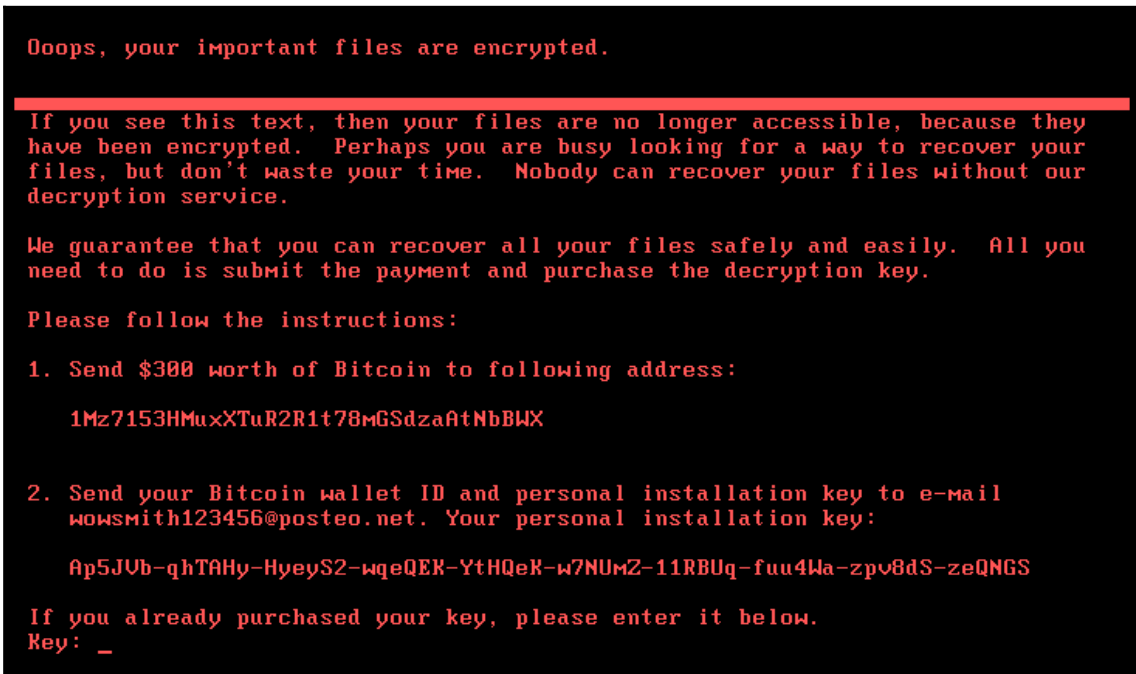 Ooops, your important files are encrypted.
If you see this text, then your files are no longer accessible, because they
have been encrypted.  Perhaps you are busy looking for a way to recover your
files, but don't waste your time.  Nobody can recover your files without our
decryption service.
We guarantee that you can recover all your files safely and easily.  All you
need to do is submit the payment and purchase the decryption key.
Please follow the instructions:
1. Send $300 worth of Bitcoin to following address:
1Mz7153HMuxXTuR2R1t78mGSdzaAtNbBWX
2. Send your Bitcoin wallet ID and personal installation key to e-mail
wowsmith123456@posteo.net. Your personal installation key:
Ap5JVb-qhTAHy-HyeyS2-wqeQEK-YtHQeK-w7NUmZ-11RBUq-fuu4Wa-zpv8dS-zeQNGS
If you already purchased your key, please enter it below.
Key: _